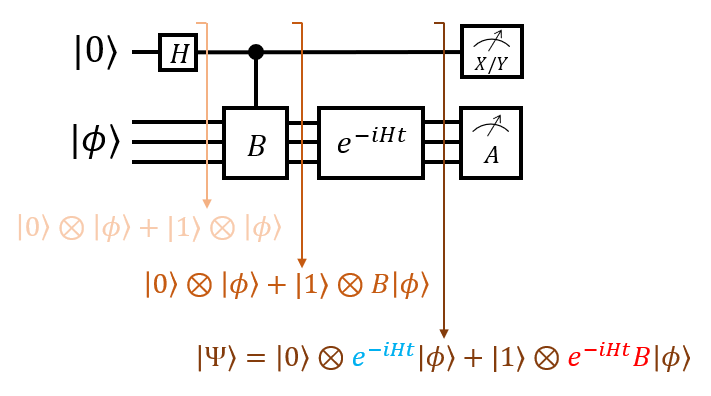 |0⟩ H X/Y
|ϕ⟩ B e^{-iHt} A
|0⟩ ⊗ |ϕ⟩ + |1⟩ ⊗ |ϕ⟩
|0⟩ ⊗ |ϕ⟩ + |1⟩ ⊗ B|ϕ⟩
|Ψ⟩ = |0⟩ ⊗ e^{-iHt}|ϕ⟩ + |1⟩ ⊗ e^{-iHt}B|ϕ⟩